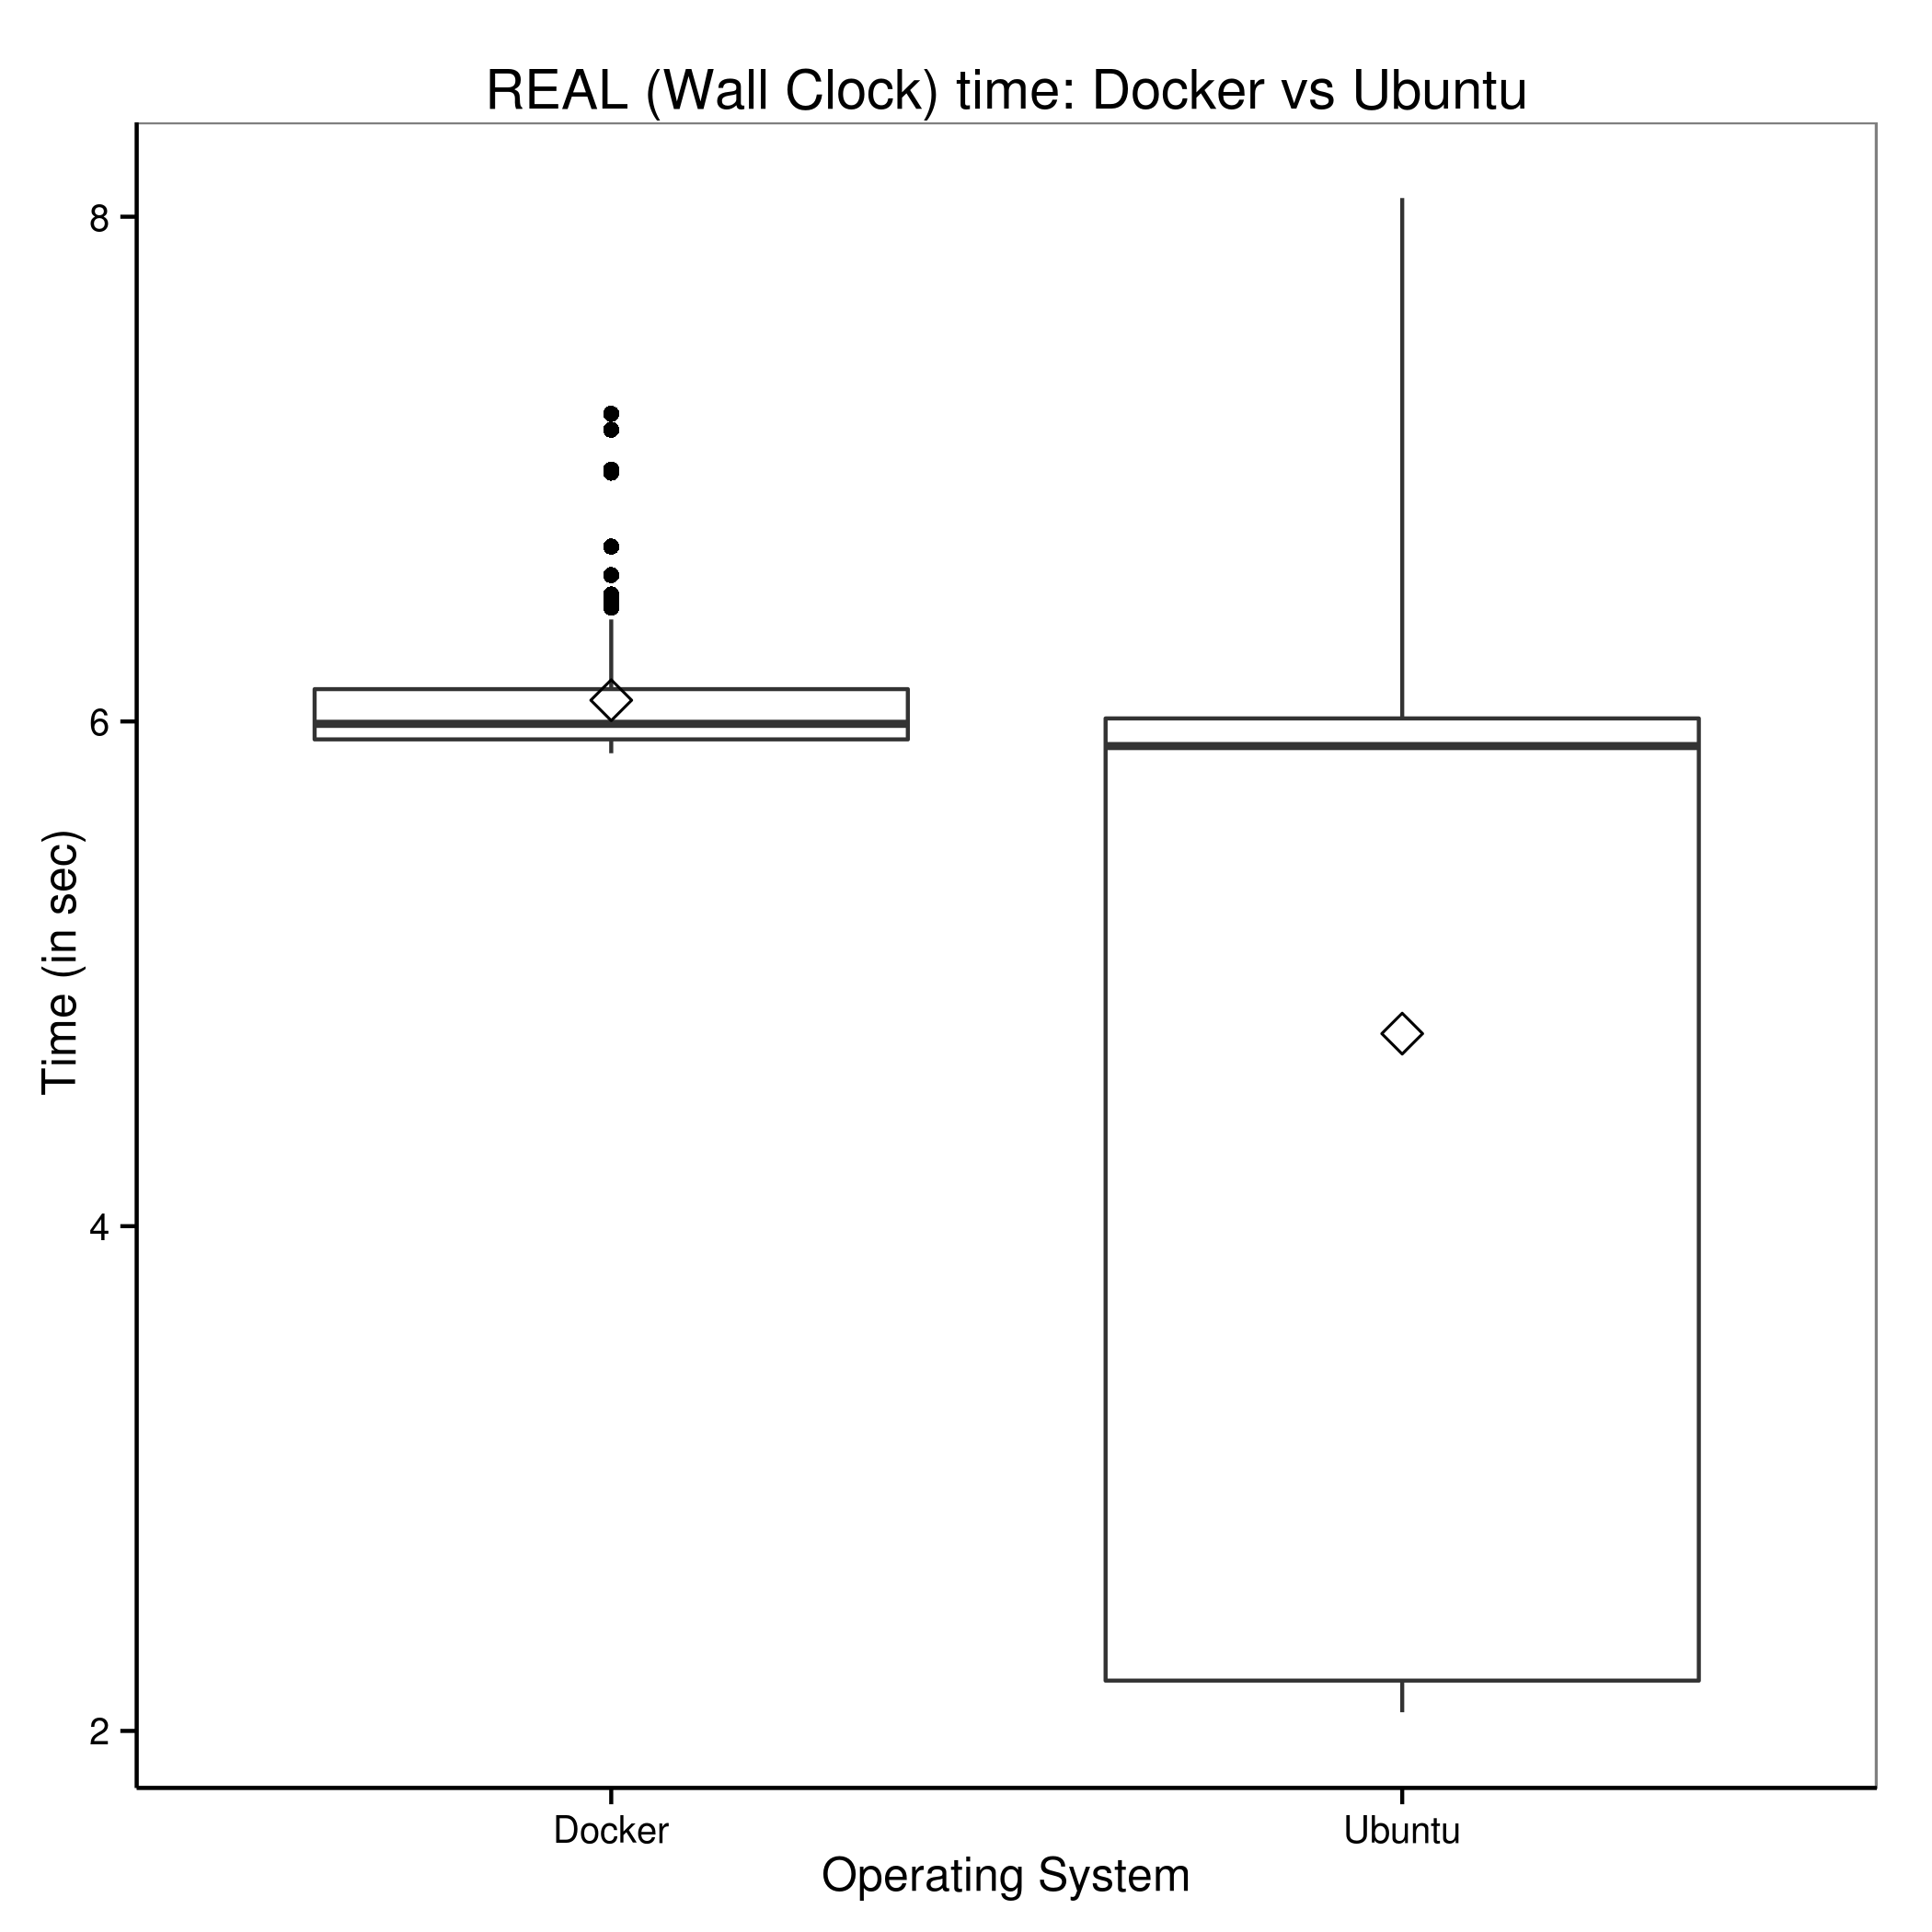 REAL (Wall Clock) time: Docker vs Ubuntu
Time (in sec)
8
6
4
2
Docker
Ubuntu
Operating System